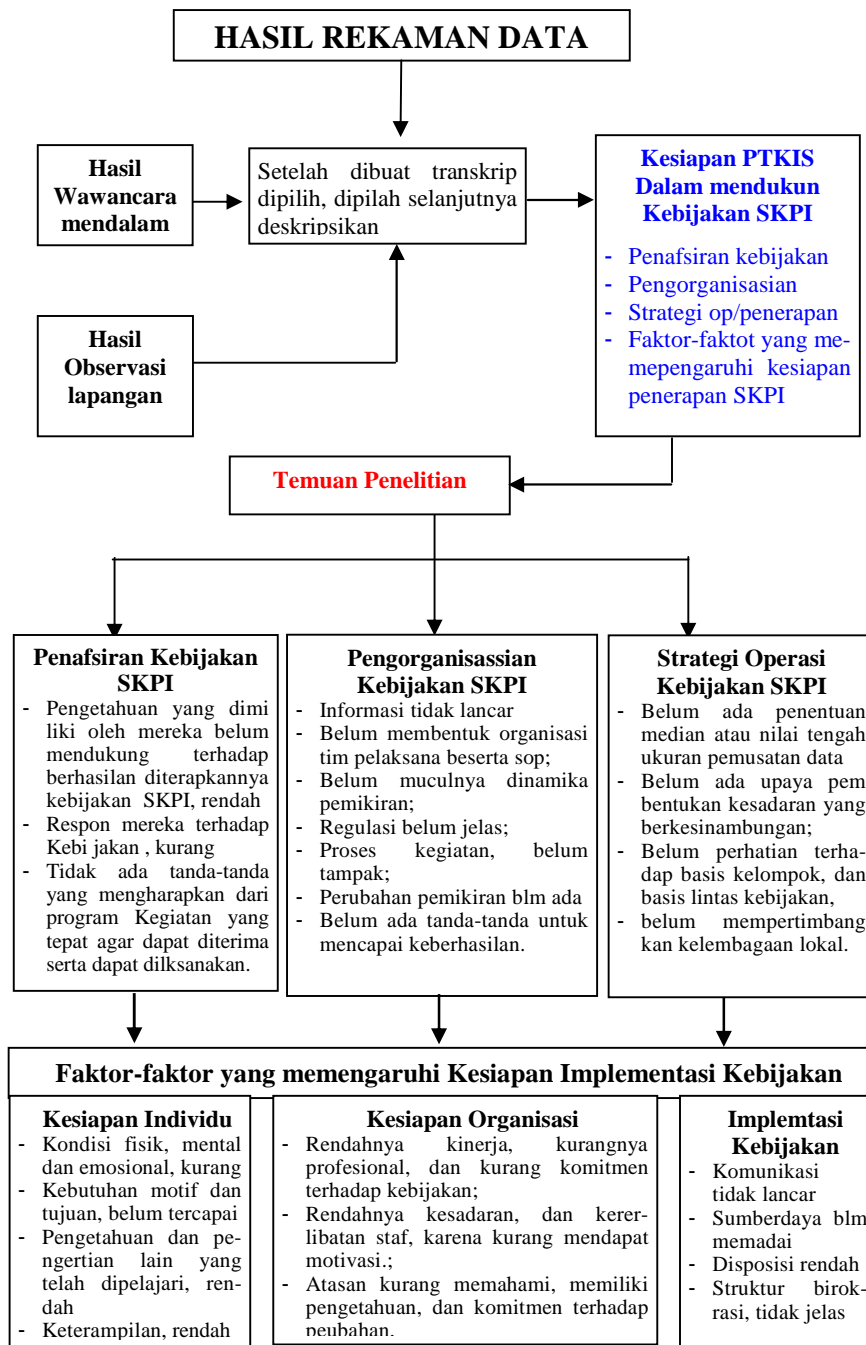 HASIL REKAMAN DATA
Hasil
Wawancara
mendalam
Setelah dibuat transkrip
dipilih, dipilah selanjutnya
deskripsikan
Kesiapan PTKIS
Dalam mendukun
Kebijakan SKPI
- Penafsiran kebijakan
- Pengorganisasian
- Strategi op/penerapan
- Faktor-faktot yang me-
mepengaruhi kesiapan
penerapan SKPI
Hasil
Observasi
lapangan
Temuan Penelitian
Penafsiran Kebijakan
SKPI
- Pengetahuan yang dimi
liki oleh mereka belum
mendukung terhadap
berhasilan diterapkannya
kebijakan SKPI, rendah
- Respon mereka terhadap
Kebi jakan , kurang
- Tidak ada tanda-tanda
yang mengharapkan dari
program Kegiatan yang
tepat agar dapat diterima
serta dapat dilksanakan.
Pengorganisassian
Kebijakan SKPI
- Informasi tidak lancar
- Belum membentuk organisasi
tim pelaksana beserta sop;
- Belum muculnya dinamika
pemikiran;
- Regulasi belum jelas;
- Proses kegiatan, belum
tampak;
- Perubahan pemikiran blm ada
- Belum ada tanda-tanda untuk
mencapai keberhasilan.
Strategi Operasi
Kebijakan SKPI
- Belum ada penentuan
median atau nilai tengah
ukuran pemusatan data
- Belum ada upaya pem
bentukan kesadaran yang
berkesinambungan;
- Belum perhatian terha-
dap basis kelompok, dan
basis lintas kebijakan,
- belum mempertimbang
kan kelembagaan lokal.
Faktor-faktor yang memengaruhi Kesiapan Implementasi Kebijakan
Kesiapan Individu
- Kondisi fisik, mental
dan emosional, kurang
- Kebutuhan motif dan
tujuan, belum tercapai
- Pengetahuan dan pe-
ngertian lain yang
telah dipelajari, ren-
dah
- Keterampilan, rendah
Kesiapan Organisasi
- Rendahnya kinerja, kurangnya
profesional, dan kurang komitmen
terhadap kebijakan;
- Rendahnya kesadaran, dan kerer-
libatan staf, karena kurang mendapat
motivasi.;
- Atasan kurang memahami, memiliki
pengetahuan, dan komitmen terhadap
peubahan.
Implemtasi
Kebijakan
- Komunikasi
tidak lancar
- Sumberdaya blm
memadai
- Disposisi rendah
- Struktur birok-
rasi, tidak jelas